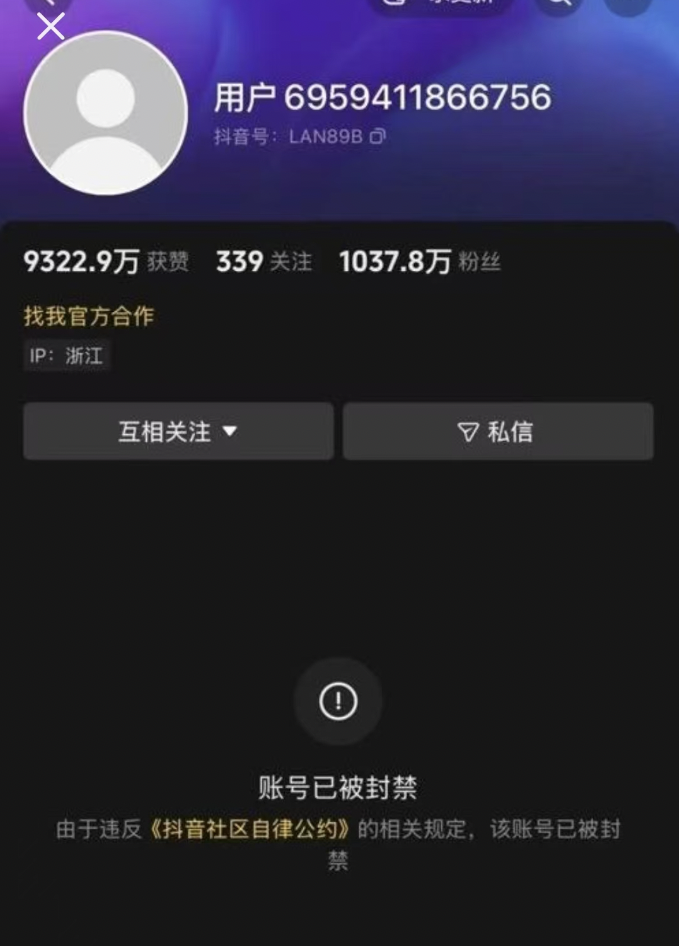 用户6959411866756
抖音号：LAN89B
9322.9万 获赞 339 关注 1037.8万 粉丝
找我官方合作
IP：浙江
互相关注 私信
账号已被封禁
由于违反《抖音社区自律公约》的相关规定，该账号已被封
禁